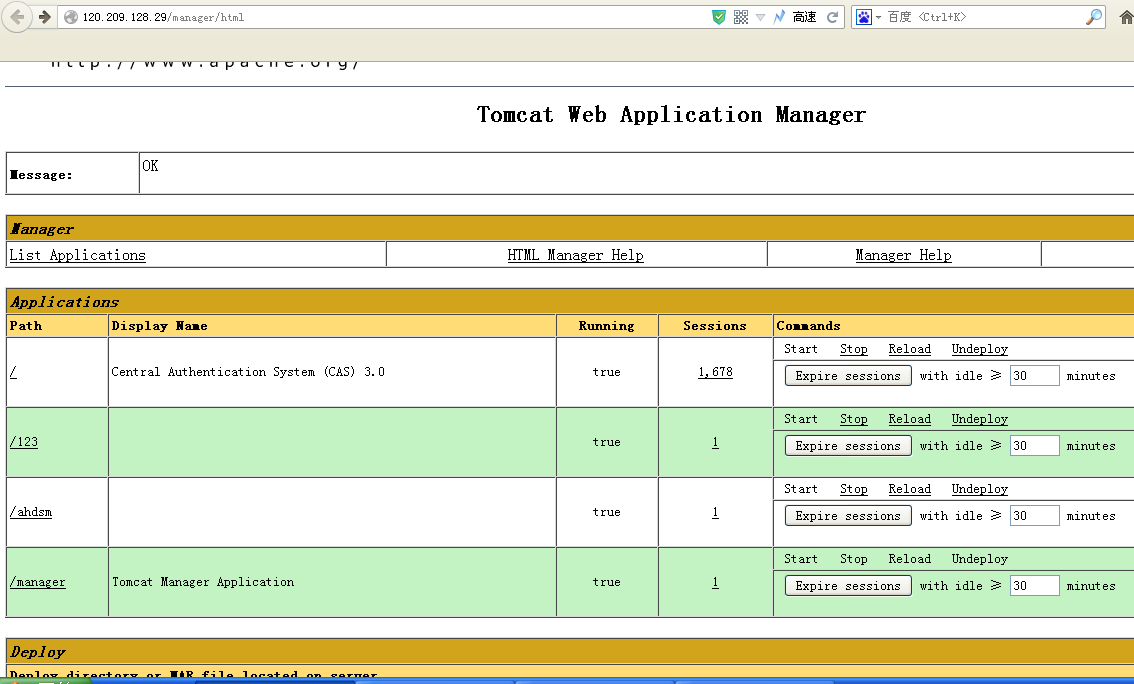 120.209.128.29/manager/html 高速 百度 <Ctrl+K>
http://www.apache.org/
Tomcat Web Application Manager
Message: OK
Manager
List Applications HTML Manager Help Manager Help
Applications
Path Display Name Running Sessions Commands
Start Stop Reload Undeploy
/ Central Authentication System (CAS) 3.0 true 1,678
Expire sessions with idle ≥ 30 minutes
Start Stop Reload Undeploy
/123 true 1
Expire sessions with idle ≥ 30 minutes
Start Stop Reload Undeploy
/ahdsm true 1
Expire sessions with idle ≥ 30 minutes
Start Stop Reload Undeploy
/manager Tomcat Manager Application true 1
Expire sessions with idle ≥ 30 minutes
Deploy
Deploy directory or WAR file located on server